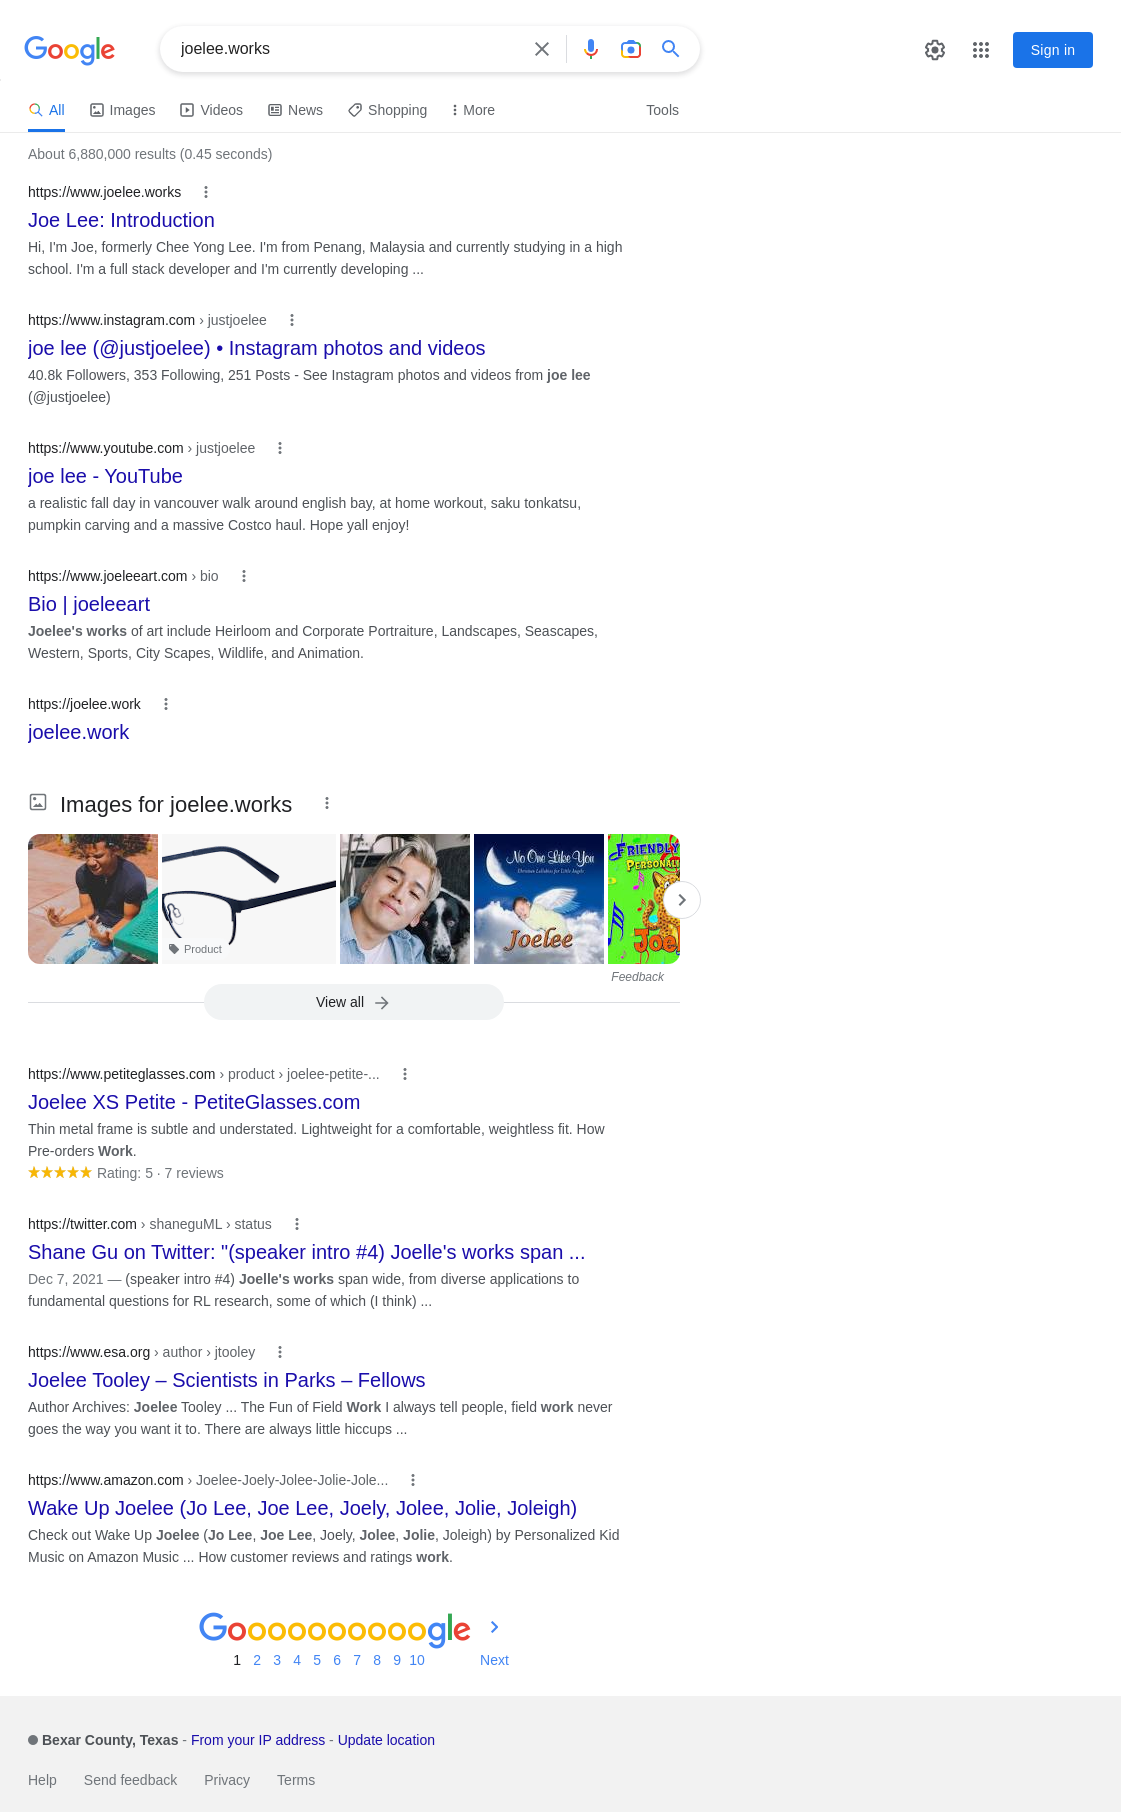 Google
joelee.works
Sign in
All Images Videos News Shopping More Tools
About 6,880,000 results (0.45 seconds)
https://www.joelee.works
Joe Lee: Introduction
Hi, I'm Joe, formerly Chee Yong Lee. I'm from Penang, Malaysia and currently studying in a high
school. I'm a full stack developer and I'm currently developing ...
https://www.instagram.com › justjoelee
joe lee (@justjoelee) • Instagram photos and videos
40.8k Followers, 353 Following, 251 Posts - See Instagram photos and videos from joe lee
(@justjoelee)
https://www.youtube.com › justjoelee
joe lee - YouTube
a realistic fall day in vancouver walk around english bay, at home workout, saku tonkatsu,
pumpkin carving and a massive Costco haul. Hope yall enjoy!
https://www.joeleeart.com › bio
Bio | joeleeart
Joelee's works of art include Heirloom and Corporate Portraiture, Landscapes, Seascapes,
Western, Sports, City Scapes, Wildlife, and Animation.
https://joelee.work
joelee.work
Images for joelee.works
No One Like You
Christian Lullabies for Little Angels
Joelee
FRIENDLY
PERSONAL
Joe
Product
Feedback
View all
https://www.petiteglasses.com › product › joelee-petite-...
Joelee XS Petite - PetiteGlasses.com
Thin metal frame is subtle and understated. Lightweight for a comfortable, weightless fit. How
Pre-orders Work.
Rating: 5 · 7 reviews
https://twitter.com › shaneguML › status
Shane Gu on Twitter: "(speaker intro #4) Joelle's works span ...
Dec 7, 2021 — (speaker intro #4) Joelle's works span wide, from diverse applications to
fundamental questions for RL research, some of which (I think) ...
https://www.esa.org › author › jtooley
Joelee Tooley – Scientists in Parks – Fellows
Author Archives: Joelee Tooley ... The Fun of Field Work I always tell people, field work never
goes the way you want it to. There are always little hiccups ...
https://www.amazon.com › Joelee-Joely-Jolee-Jolie-Jole...
Wake Up Joelee (Jo Lee, Joe Lee, Joely, Jolee, Jolie, Joleigh)
Check out Wake Up Joelee (Jo Lee, Joe Lee, Joely, Jolee, Jolie, Joleigh) by Personalized Kid
Music on Amazon Music ... How customer reviews and ratings work.
Goooooooooogle
1 2 3 4 5 6 7 8 9 10 Next
Bexar County, Texas - From your IP address - Update location
Help Send feedback Privacy Terms